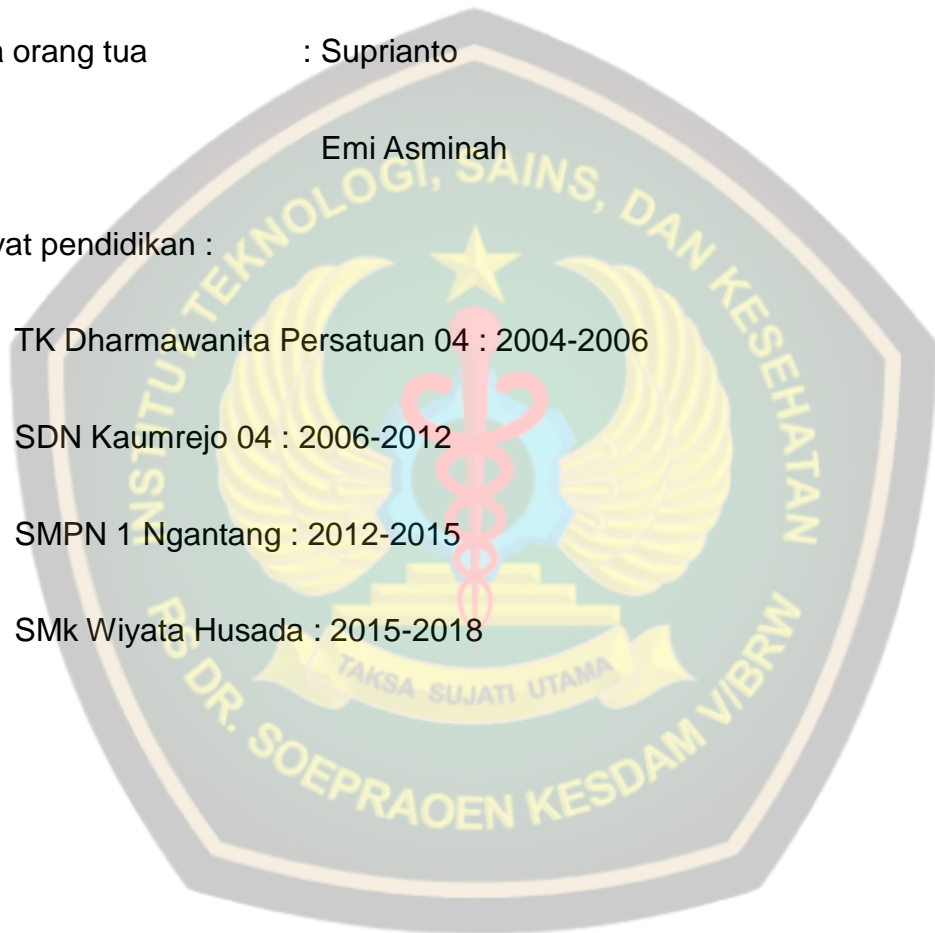 a orang tua : Suprianto
Emi Asminah
yat pendidikan :
TK Dharmawanita Persatuan 04 : 2004-2006
SDN Kaumrejo 04 : 2006-2012
SMPN 1 Ngantang : 2012-2015
SMk Wiyata Husada : 2015-2018
INSTITUT TEKNOLOGI, SAINS, DAN KESEHATAN
TAKSA SUJATI UTAMA
RS DR. SOEPRAOEN KESDAM V/BRW